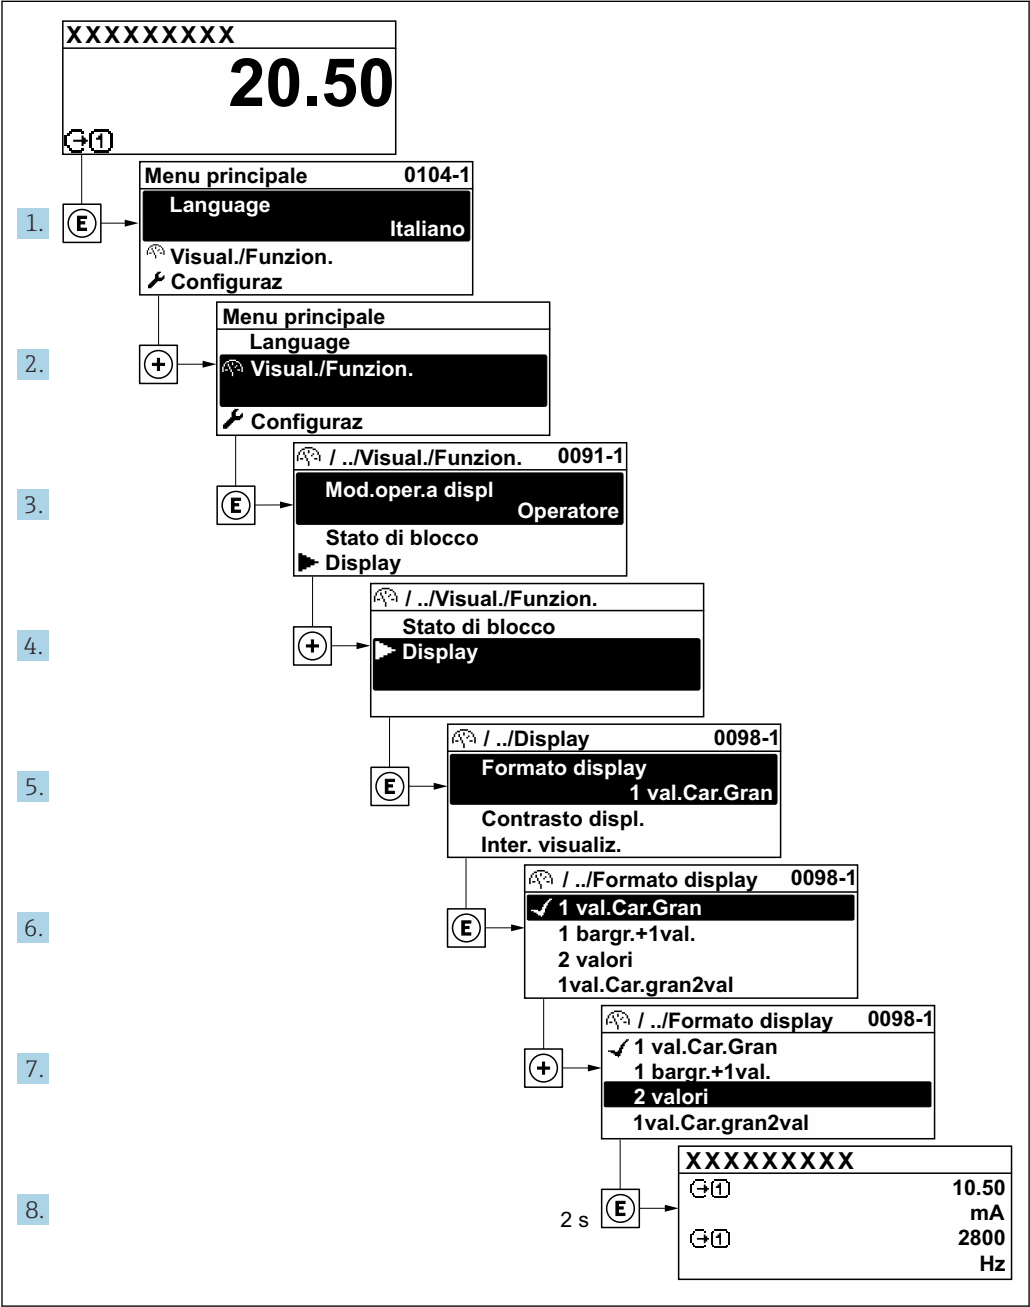 XXXXXXXXX
20.50
1
Menu principale 0104-1
Language
Italiano
1. E
Visual./Funzion.
Configuraz
Menu principale
Language
2. + Visual./Funzion.
Configuraz
/ ../Visual./Funzion. 0091-1
Mod.oper.a displ
3. E Operatore
Stato di blocco
Display
/ ../Visual./Funzion.
Stato di blocco
4. + Display
/ ../Display 0098-1
Formato display
5. E 1 val.Car.Gran
Contrasto displ.
Inter. visualiz.
/ ../Formato display 0098-1
1 val.Car.Gran
6. E 1 bargr.+1val.
2 valori
1val.Car.gran2val
/ ../Formato display 0098-1
1 val.Car.Gran
7. + 1 bargr.+1val.
2 valori
1val.Car.gran2val
XXXXXXXXX
1 10.50
8. 2 s E mA
1 2800
Hz